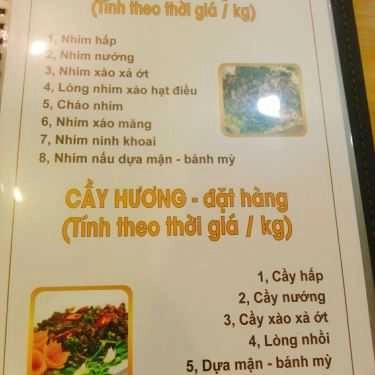 (Tính theo thời giá / kg)
1, Nhím hấp
2, Nhím nướng
3, Nhím xào xả ớt
4, Lòng nhím xào hạt điều
5, Cháo nhím
6, Nhím xào măng
7, Nhím ninh khoai
8, Nhím nấu dựa mận - bánh mỳ
CẦY HƯƠNG - đặt hàng
(Tính theo thời giá / kg)
1, Cầy hấp
2, Cầy nướng
3, Cầy xào xả ớt
4, Lòng nhồi
5, Dựa mận - bánh mỳ